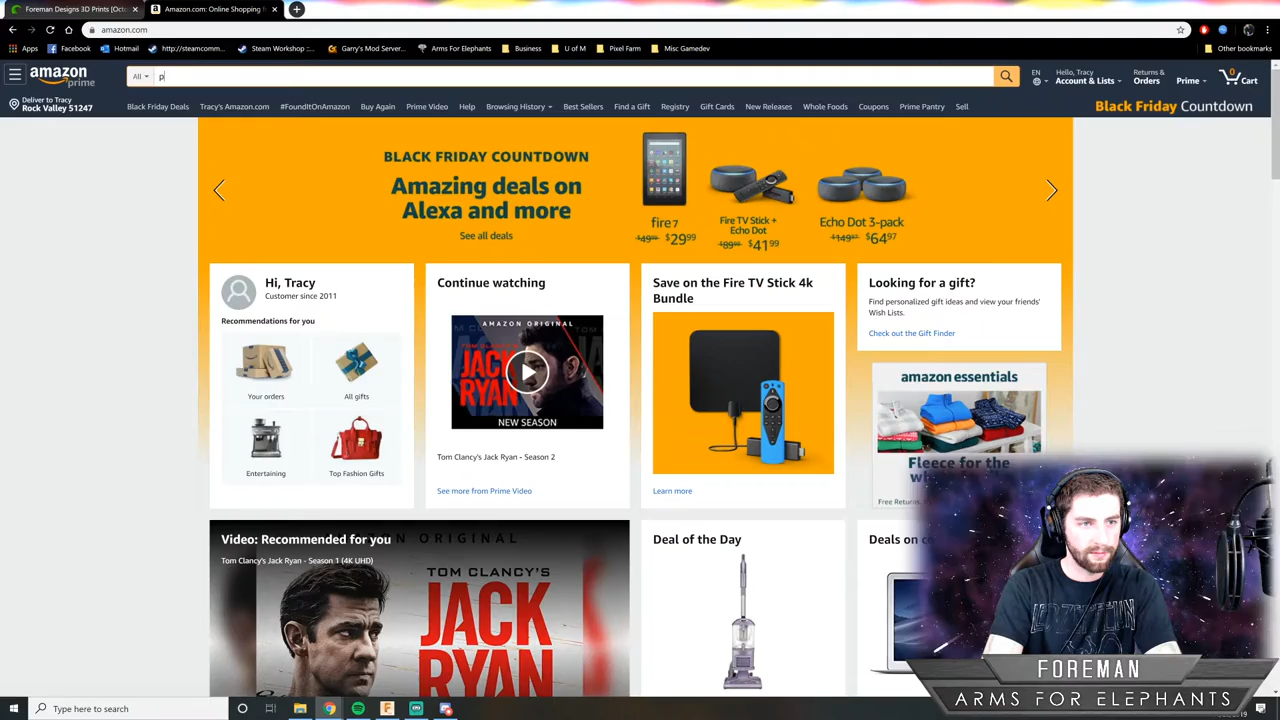 Foreman Designs 3D Prints [Octo
Amazon.com: Online Shopping f
amazon.com
Apps
Facebook
Hotmail
http://steamcomm...
Steam Workshop ::...
Garry's Mod Server...
Arms For Elephants
Business
U of M
Pixel Farm
Misc Gamedev
Other bookmarks
amazon prime
All
p
EN
Hello, Tracy
Account & Lists
Returns & Orders
Prime
0
Cart
Deliver to Tracy
Rock Valley 51247
Black Friday Deals
Tracy's Amazon.com
#FoundItOnAmazon
Buy Again
Prime Video
Help
Browsing History
Best Sellers
Find a Gift
Registry
Gift Cards
New Releases
Whole Foods
Coupons
Prime Pantry
Sell
Black Friday Countdown
BLACK FRIDAY COUNTDOWN
Amazing deals on
Alexa and more
See all deals
fire 7
$49.99 $29.99
Fire TV Stick +
Echo Dot
$41.99
Echo Dot 3-pack
$149.97 $64.97
Hi, Tracy
Customer since 2011
Recommendations for you
Your orders
All gifts
Entertaining
Top Fashion Gifts
Continue watching
AMAZON ORIGINAL
JACK
RYAN
NEW SEASON
Tom Clancy's Jack Ryan - Season 2
See more from Prime Video
Save on the Fire TV Stick 4k
Bundle
Learn more
Looking for a gift?
Find personalized gift ideas and view your friends'
Wish Lists.
Check out the Gift Finder
amazon essentials
Fleece for the
Free Returns.
Video: Recommended for you
Tom Clancy's Jack Ryan - Season 1 (4K UHD)
TOM CLANCY'S
JACK
RYAN
Deal of the Day
Deals on
LED ZEPPELIN
FOREMAN
ARMS FOR ELEPHANTS
Type here to search